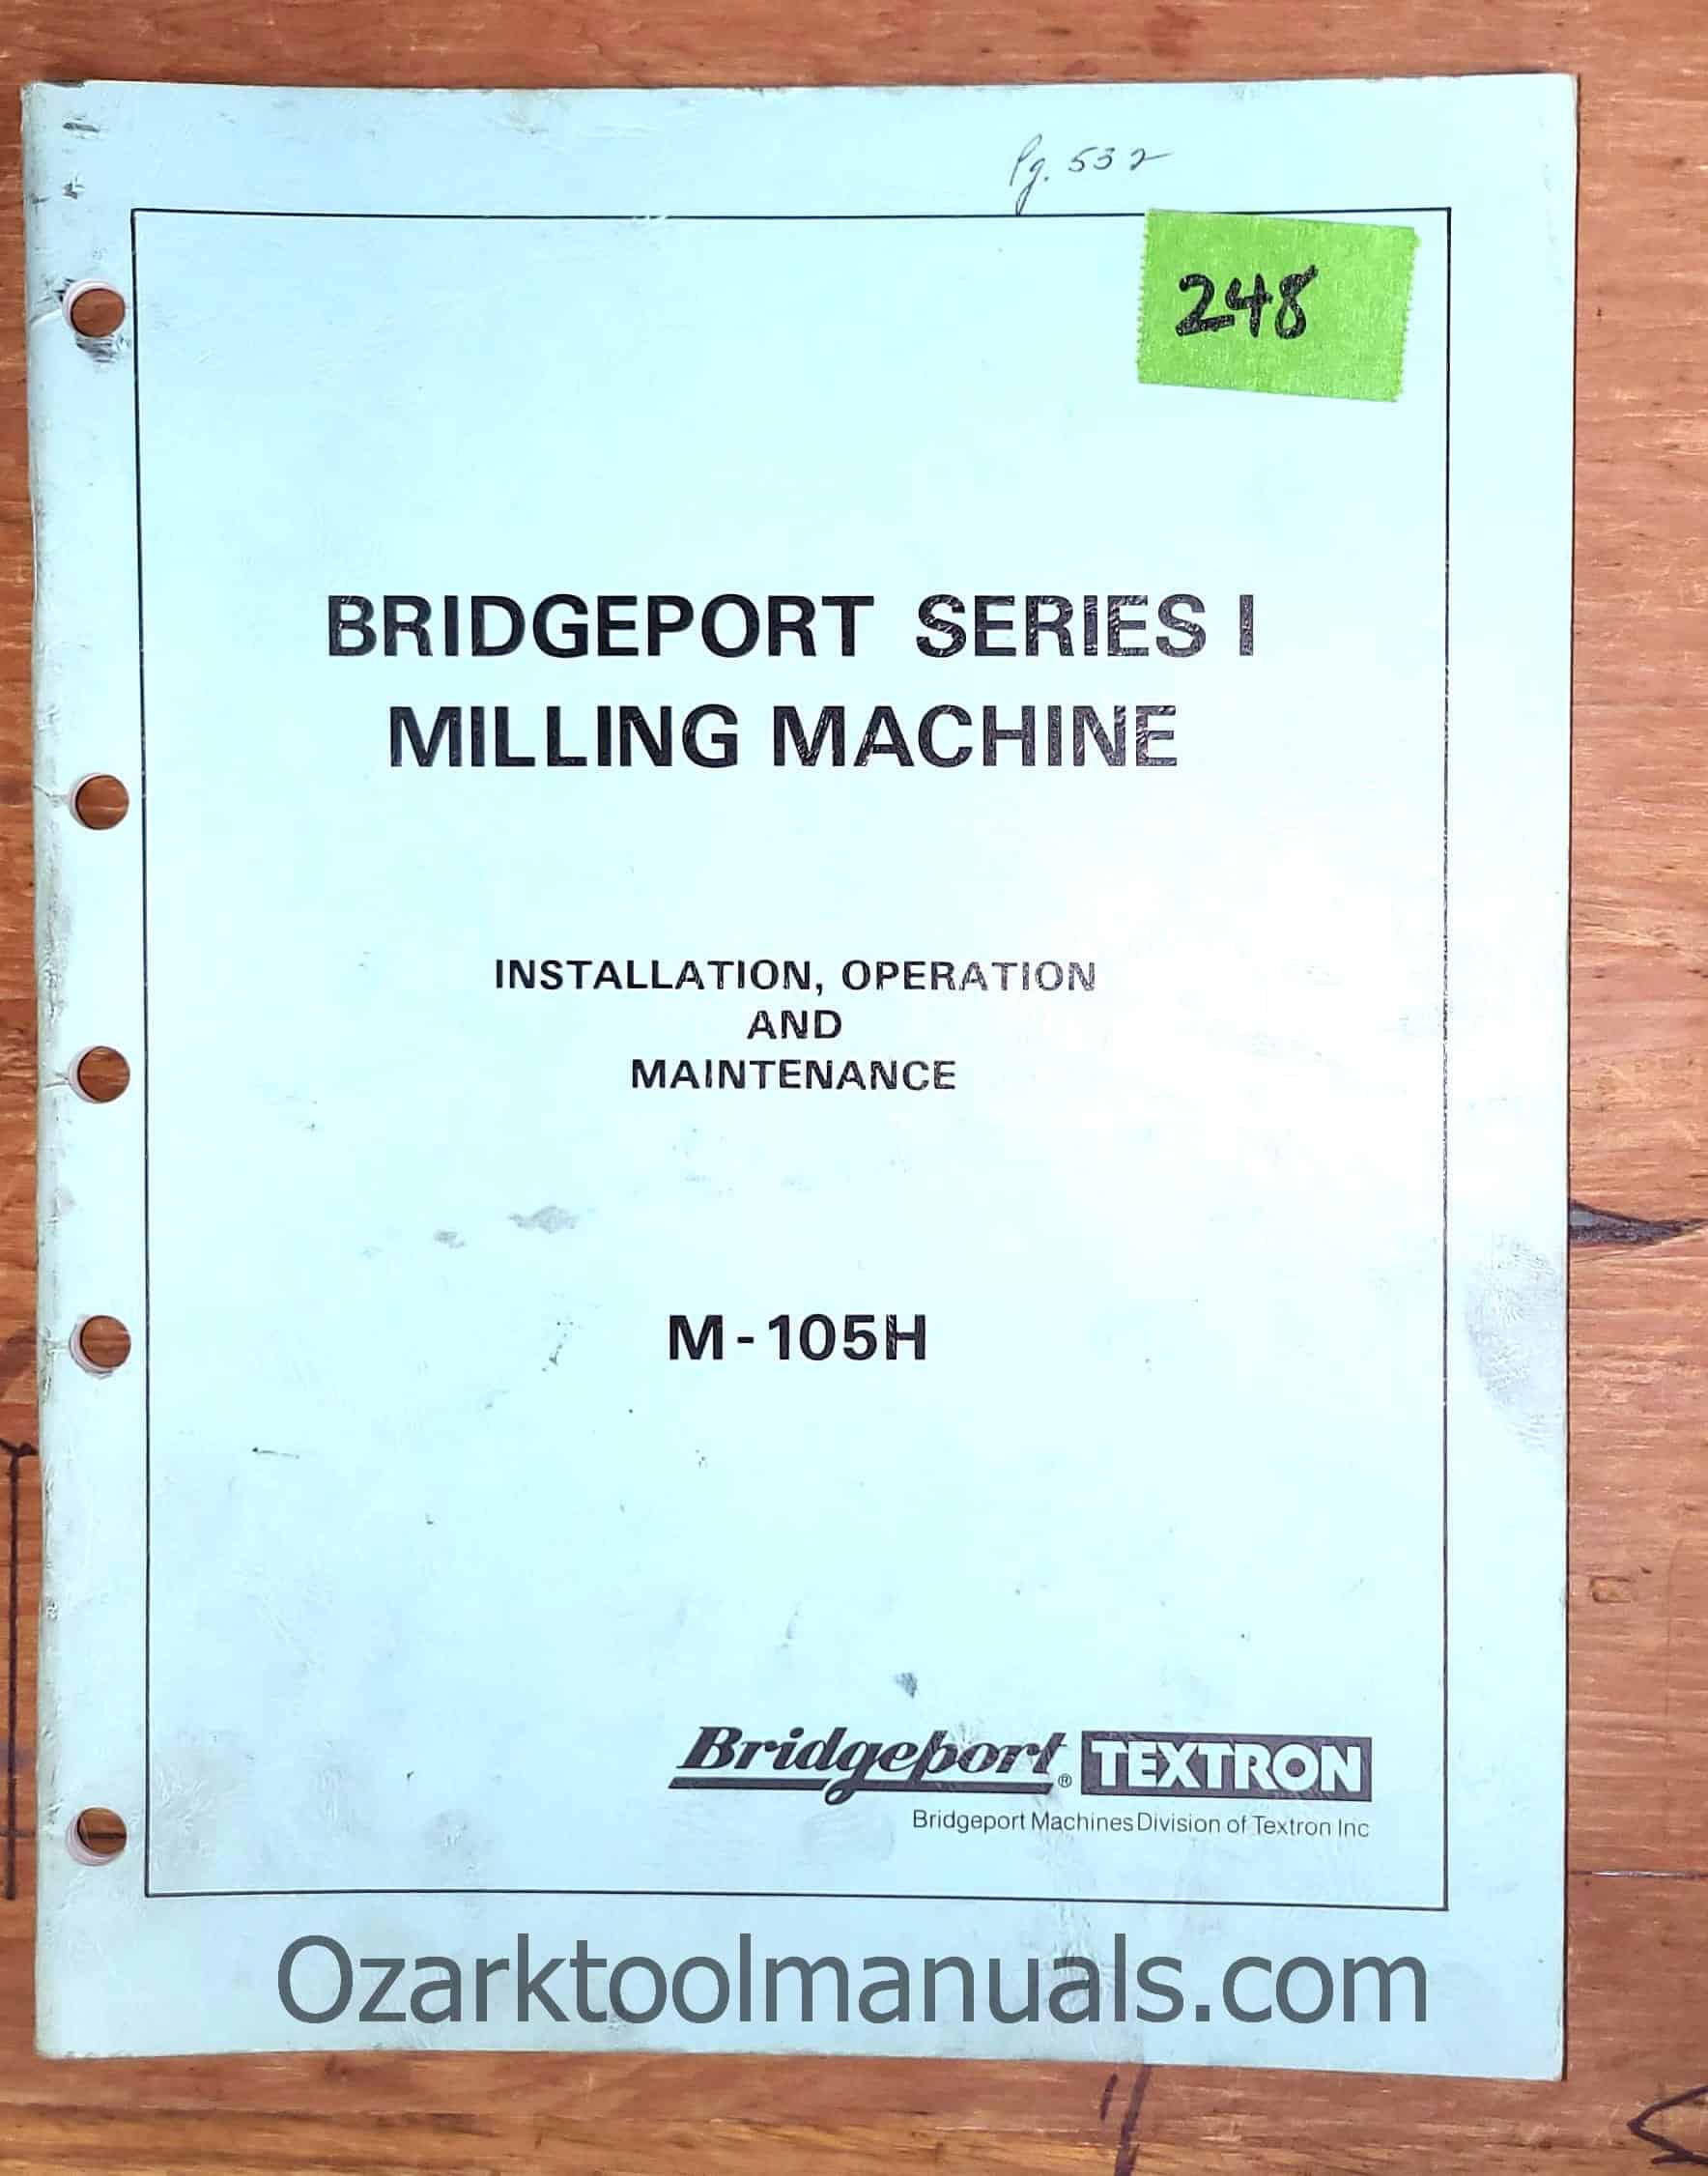 Pg. 532
248
BRIDGEPORT SERIES I
MILLING MACHINE
INSTALLATION, OPERATION
AND
MAINTENANCE
M-105H
Bridgeport® TEXTRON
Bridgeport Machines Division of Textron Inc
Ozarktoolmanuals.com